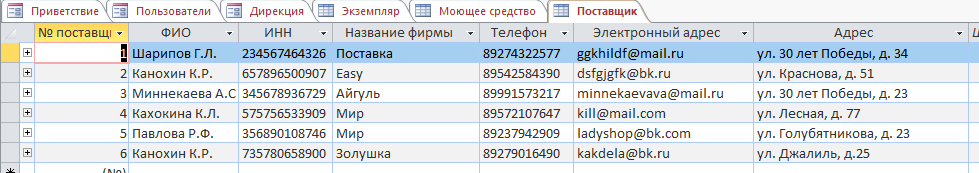 Приветствие Пользователи Дирекция Экземпляр Моющее средство Поставщик
№ поставщи ФИО ИНН Название фирмы Телефон Электронный адрес Адрес
1 Шарипов Г.Л. 234567464326 Поставка 89274322577 ggkhildf@mail.ru ул. 30 лет Победы, д. 34
2 Канохин К.Р. 657896500907 Easy 89542584390 dsfgjgfk@bk.ru ул. Краснова, д. 51
3 Миннекаева А.С 345678936729 Айгуль 89991573217 minnekaevava@mail.ru ул. 30 лет Победы, д. 23
4 Кахокина К.Л. 575756533909 Мир 89572107647 kill@mail.com ул. Лесная, д. 77
5 Павлова Р.Ф. 356890108746 Мир 89237942909 ladyshop@bk.com ул. Голубятникова, д. 23
6 Канохин К.Р. 735780658900 Золушка 89279016490 kakdela@bk.ru ул. Джалиль, д.25
(№)